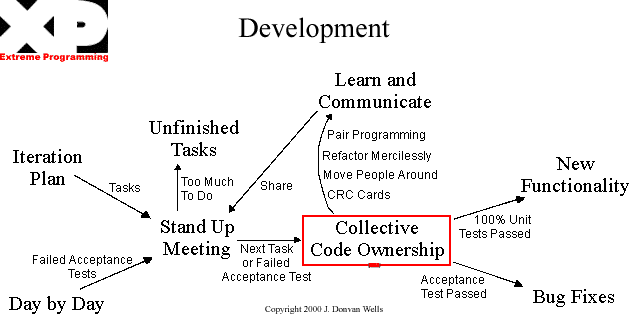 XP
Extreme Programming
Development
Learn and
Communicate
Unfinished
Tasks
Pair Programming
Refactor Mercilessly
Move People Around
CRC Cards
Iteration
Plan
Tasks
Too Much
To Do
Share
New
Functionality
Stand Up
Meeting
Next Task
or Failed
Acceptance Test
Collective
Code Ownership
100% Unit
Tests Passed
Failed Acceptance
Tests
Acceptance
Test Passed
Day by Day
Bug Fixes
Copyright 2000 J. Donvan Wells